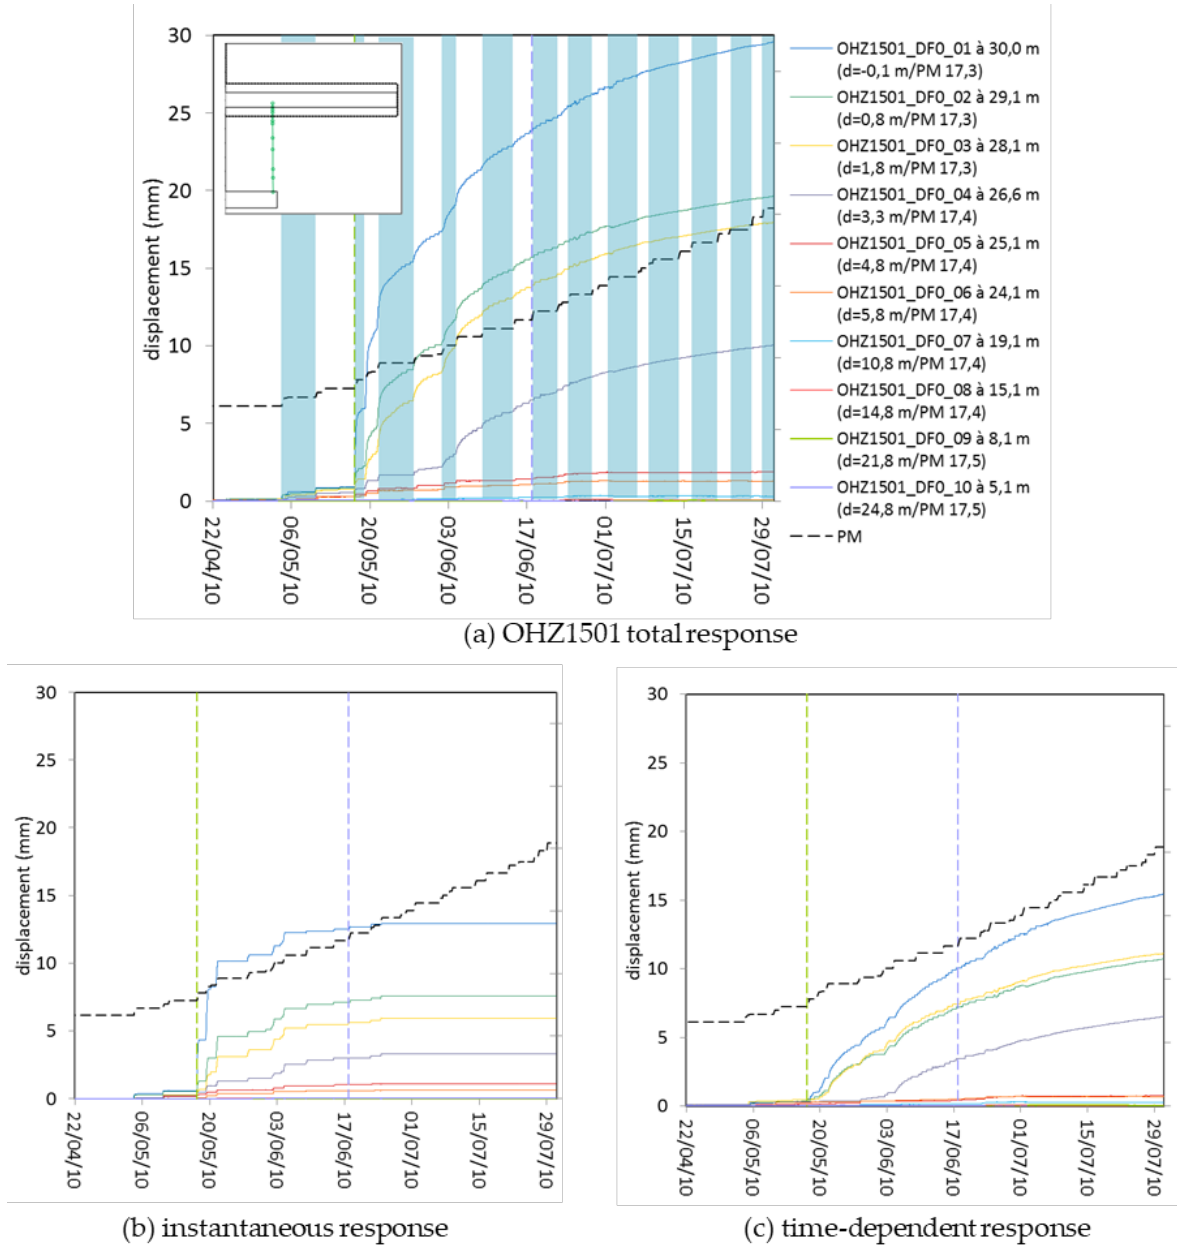 30
25
20
15
10
5
0
displacement (mm)
22/04/10
06/05/10
20/05/10
03/06/10
17/06/10
01/07/10
15/07/10
29/07/10
OHZ1501_DF0_01 à 30,0 m
(d=-0,1 m/PM 17,3)
OHZ1501_DF0_02 à 29,1 m
(d=0,8 m/PM 17,3)
OHZ1501_DF0_03 à 28,1 m
(d=1,8 m/PM 17,3)
OHZ1501_DF0_04 à 26,6 m
(d=3,3 m/PM 17,4)
OHZ1501_DF0_05 à 25,1 m
(d=4,8 m/PM 17,4)
OHZ1501_DF0_06 à 24,1 m
(d=5,8 m/PM 17,4)
OHZ1501_DF0_07 à 19,1 m
(d=10,8 m/PM 17,4)
OHZ1501_DF0_08 à 15,1 m
(d=14,8 m/PM 17,4)
OHZ1501_DF0_09 à 8,1 m
(d=21,8 m/PM 17,5)
OHZ1501_DF0_10 à 5,1 m
(d=24,8 m/PM 17,5)
PM
(a) OHZ1501 total response
30
25
20
15
10
5
0
displacement (mm)
22/04/10
06/05/10
20/05/10
03/06/10
17/06/10
01/07/10
15/07/10
29/07/10
(b) instantaneous response
30
25
20
15
10
5
0
displacement (mm)
22/04/10
06/05/10
20/05/10
03/06/10
17/06/10
01/07/10
15/07/10
29/07/10
(c) time-dependent response